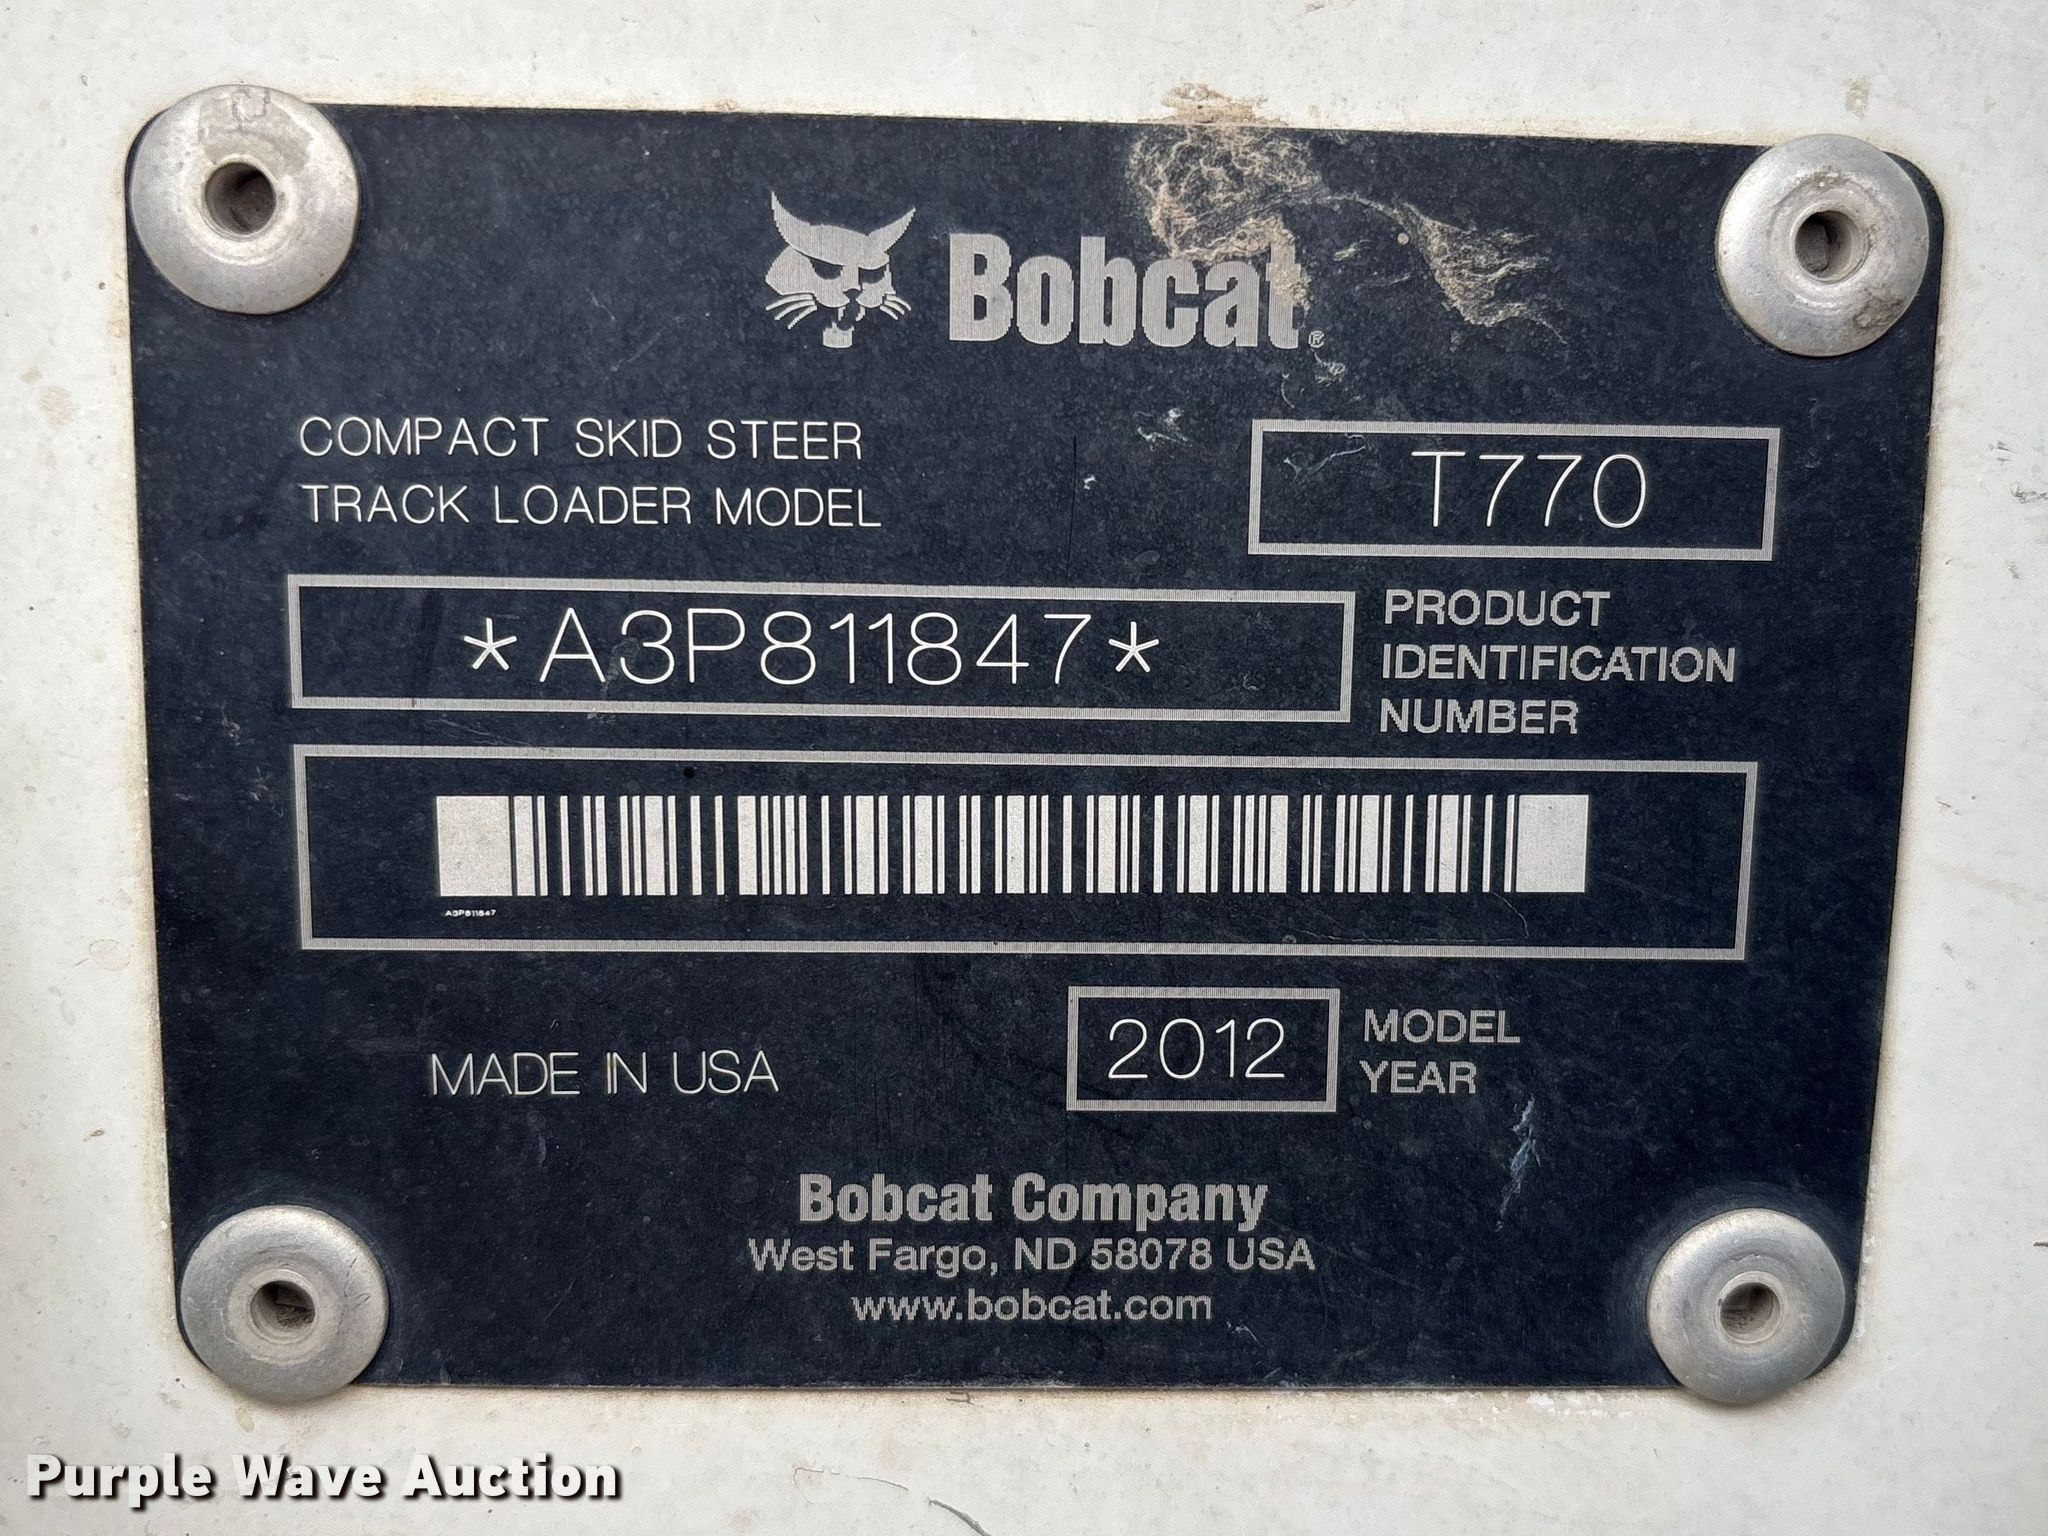 Bobcat®
COMPACT SKID STEER
TRACK LOADER MODEL
T770
*A3P811847*
PRODUCT
IDENTIFICATION
NUMBER
A3P811847
MADE IN USA
2012
MODEL
YEAR
Bobcat Company
West Fargo, ND 58078 USA
www.bobcat.com
Purple Wave Auction